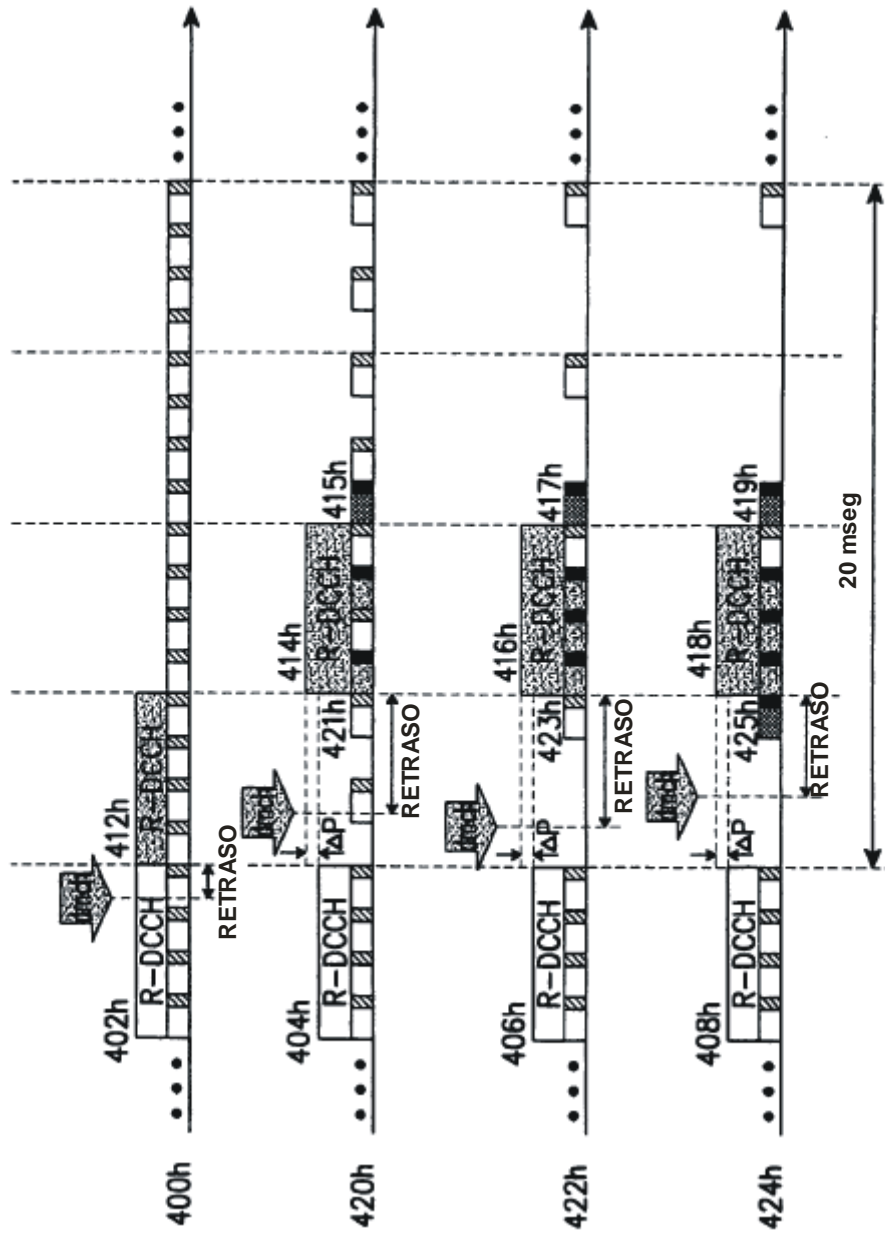 400h
402h
R-DCCH
RETRASO
412h
R-DCCH
420h
404h
R-DCCH
ΔP
421h
RETRASO
414h
R-DCCH
415h
422h
406h
R-DCCH
423h
RETRASO
416h
R-DCCH
417h
424h
408h
R-DCCH
ΔP
425h
RETRASO
418h
R-DCCH
419h
20 mseg